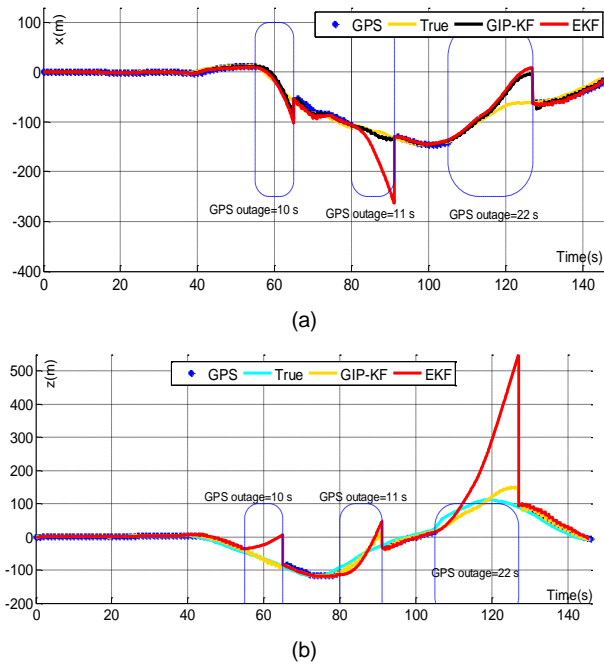 x(m)
GPS True GIP-KF EKF
100
0
-100
-200
-300
-400
GPS outage=10 s GPS outage=11 s GPS outage=22 s
Time(s)
0 20 40 60 80 100 120 140
(a)
z(m)
GPS True GIP-KF EKF
500
400
300
200
100
0
-100
-200
GPS outage=10 s GPS outage=11 s
GPS outage=22 s
Time(s)
0 20 40 60 80 100 120 140
(b)